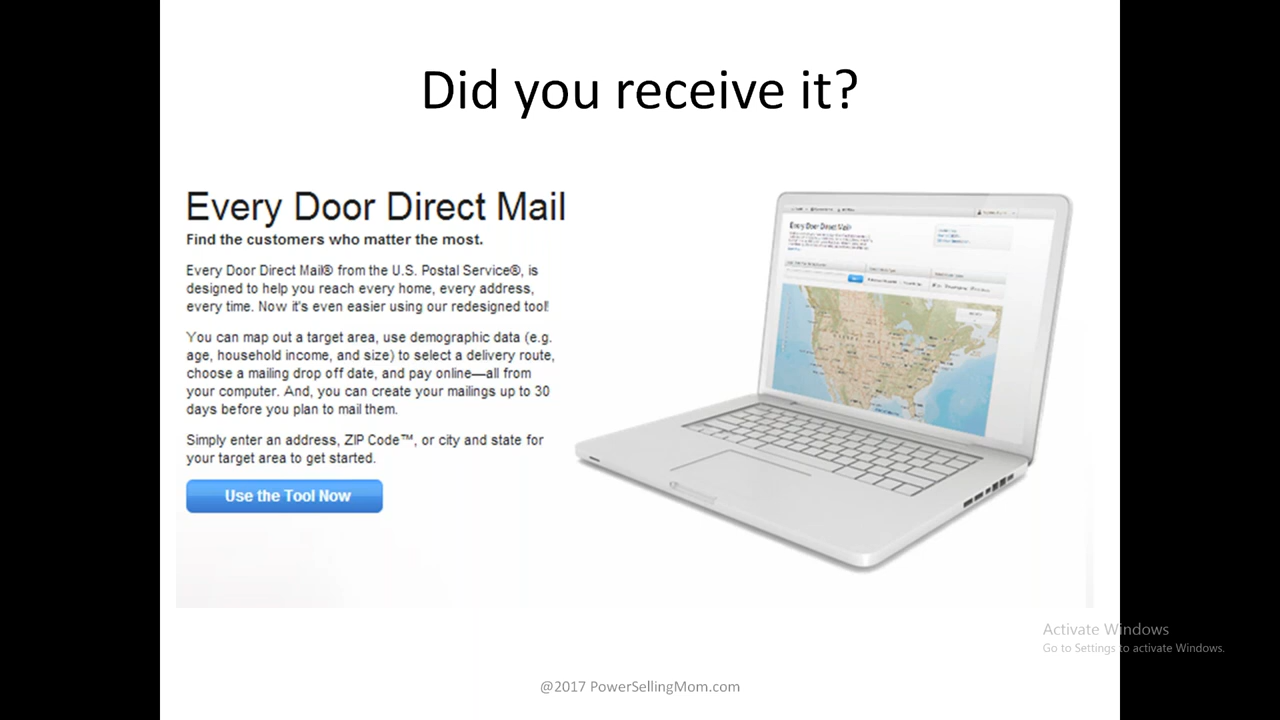 Did you receive it?
Every Door Direct Mail
Find the customers who matter the most.
Every Door Direct Mail® from the U.S. Postal Service®, is
designed to help you reach every home, every address,
every time. Now it's even easier using our redesigned tool!
You can map out a target area, use demographic data (e.g.
age, household income, and size) to select a delivery route,
choose a mailing drop off date, and pay online—all from
your computer. And, you can create your mailings up to 30
days before you plan to mail them.
Simply enter an address, ZIP Code™, or city and state for
your target area to get started.
Use the Tool Now
Every Door Direct Mail
Activate Windows
Go to Settings to activate Windows.
@2017 PowerSellingMom.com